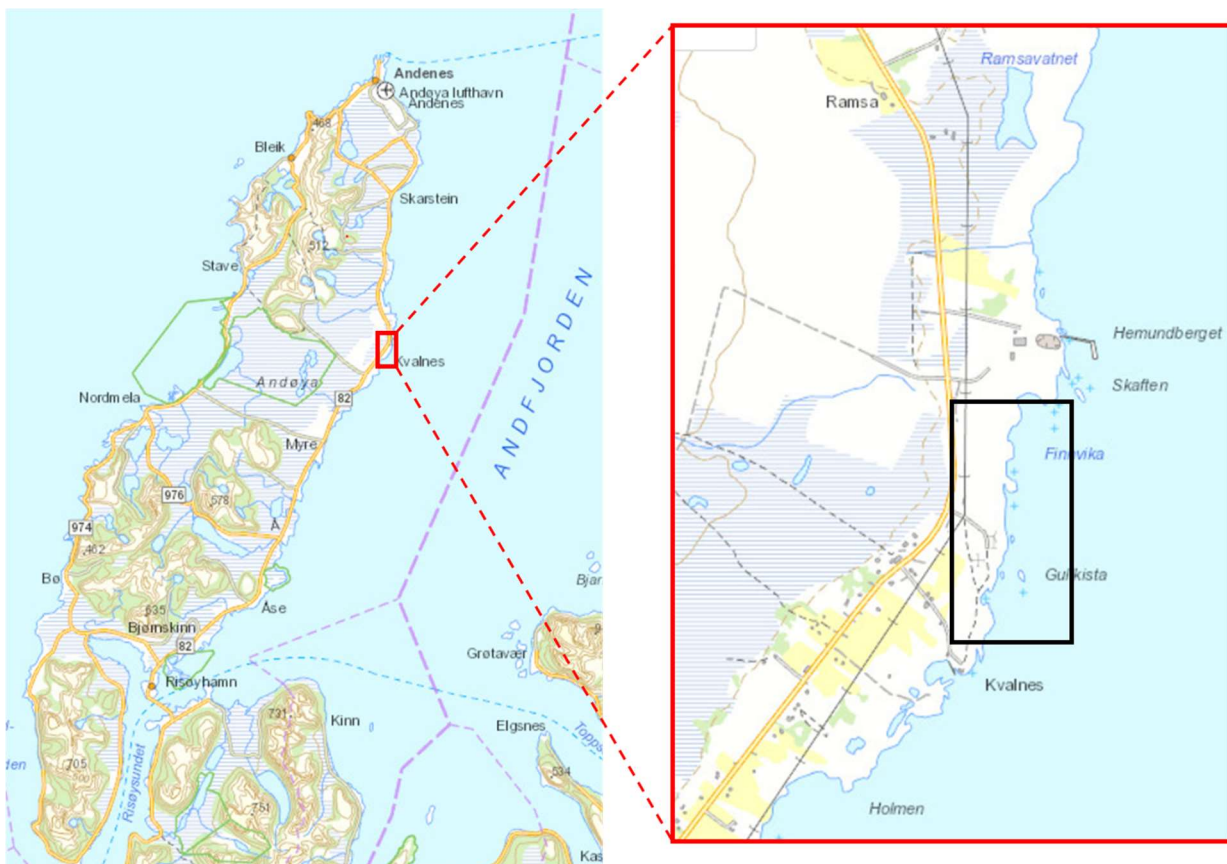 Andenes
Andøya lufthavn
Andenes
468
Bleik
Skarstein
512
Stave
ANDFJORDEN
Kvalnes
Andøya
Nordmela
82
Myre
976
578
974
Å
462
Bø
Åse
635
Bjørnskinn
82
Grøtavær
Risøyhamn
731
Kinn
Elgsnes
Risøysundet
705
534
751
Ramsavatnet
Ramsa
Hemundberget
Skaften
Finnvika
Kvalnes
Holmen